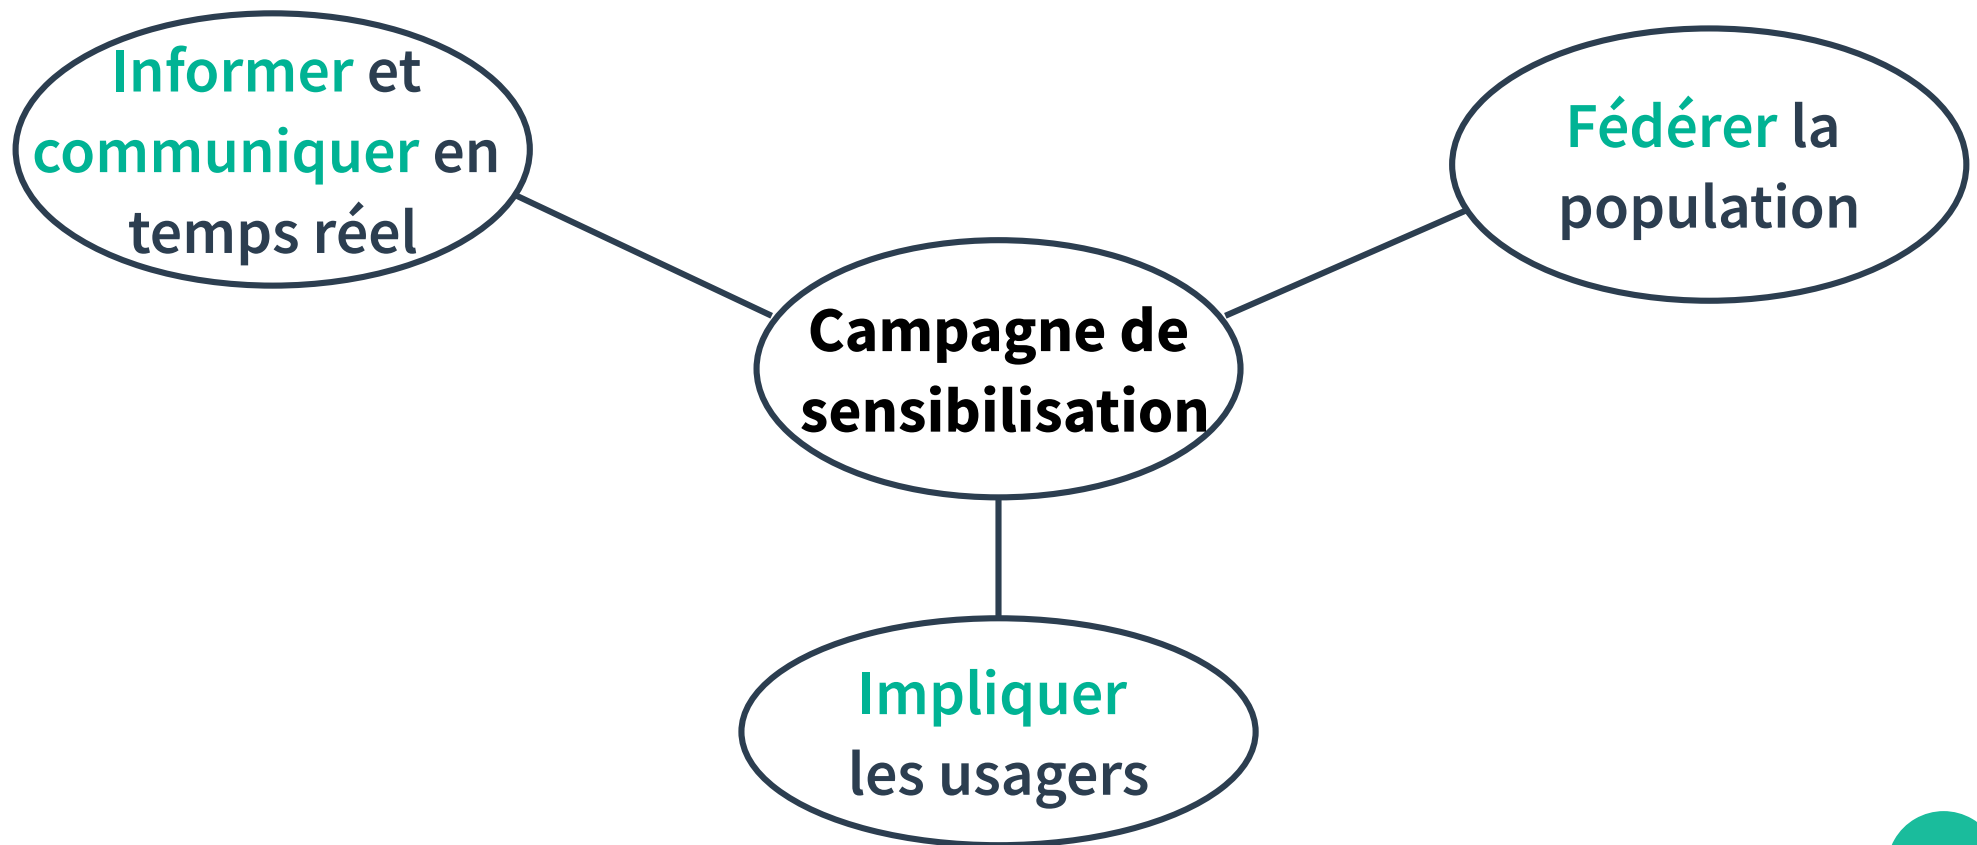 Informer et
communiquer en
temps réel
Fédérer la
population
Campagne de
sensibilisation
Impliquer
les usagers